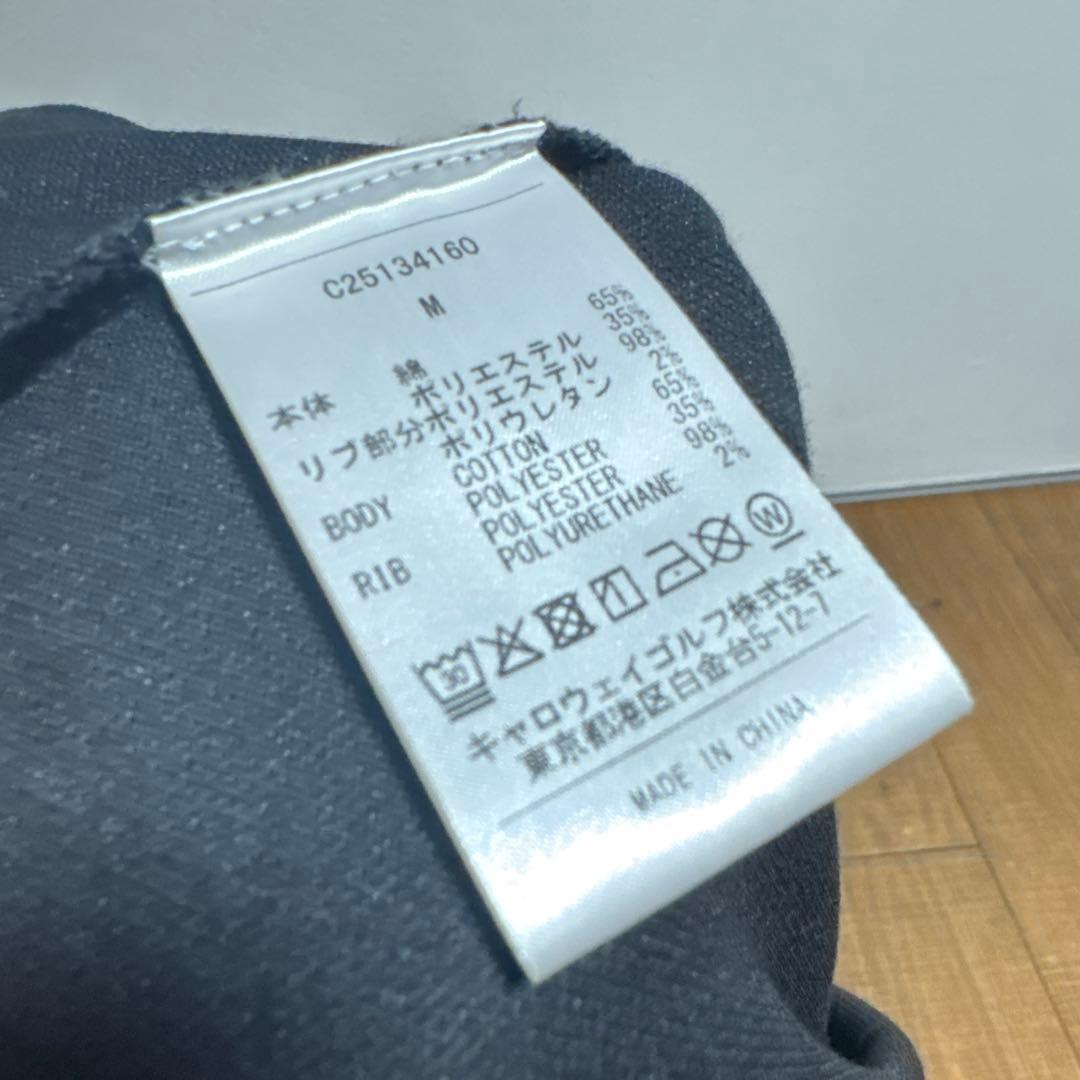 C25134160
M
本体 綿 65%
ポリエステル 35%
リブ部分ポリエステル 98%
ポリウレタン 2%
BODY COTTON 65%
POLYESTER 35%
RIB POLYESTER 98%
POLYURETHANE 2%
30 W
キャロウェイゴルフ株式会社
東京都港区白金台5-12-7
MADE IN CHINA